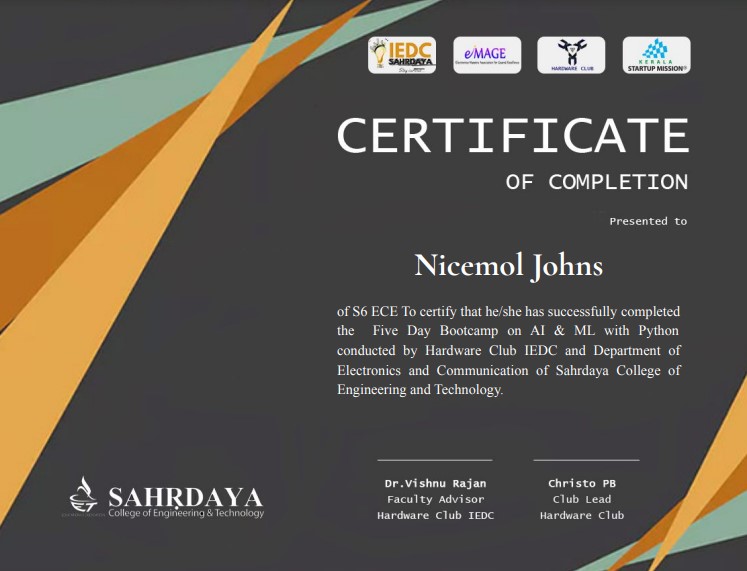 IEDC
SAHRDAYA
e/MAGE
HARDWARE CLUB
KERALA
STARTUP MISSION®
CERTIFICATE
OF COMPLETION
Presented to
Nicemol Johns
of S6 ECE To certify that he/she has successfully completed
the Five Day Bootcamp on AI & ML with Python
conducted by Hardware Club IEDC and Department of
Electronics and Communication of Sahrdaya College of
Engineering and Technology.
Dr.Vishnu Rajan
Faculty Advisor
Hardware Club IEDC
Christo PB
Club Lead
Hardware Club
SAHṚDAYA
College of Engineering & Technology